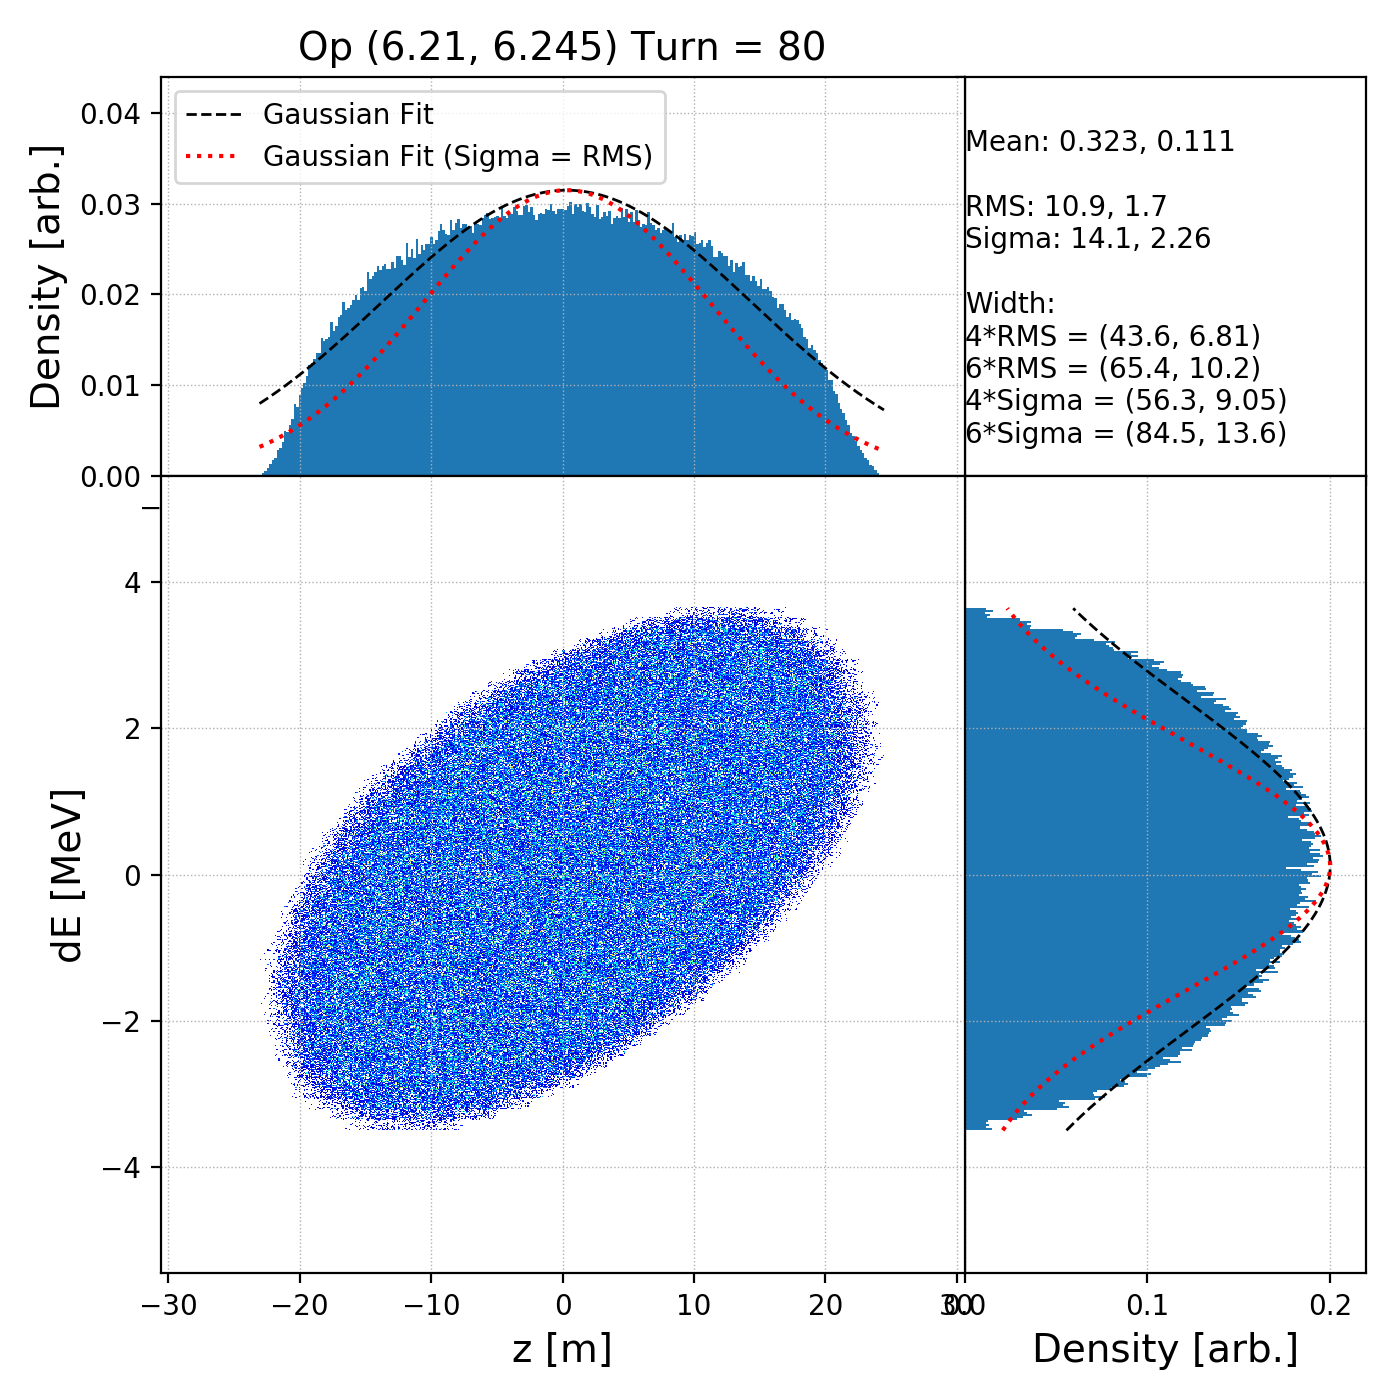 Op (6.21, 6.245) Turn = 80
Gaussian Fit
Gaussian Fit (Sigma = RMS)
Density [arb.]
0.04
0.03
0.02
0.01
0.00
Mean: 0.323, 0.111
RMS: 10.9, 1.7
Sigma: 14.1, 2.26
Width:
4*RMS = (43.6, 6.81)
6*RMS = (65.4, 10.2)
4*Sigma = (56.3, 9.05)
6*Sigma = (84.5, 13.6)
dE [MeV]
4
2
0
−2
−4
−30 −20 −10 0 10 20 30
z [m]
0.0 0.1 0.2
Density [arb.]